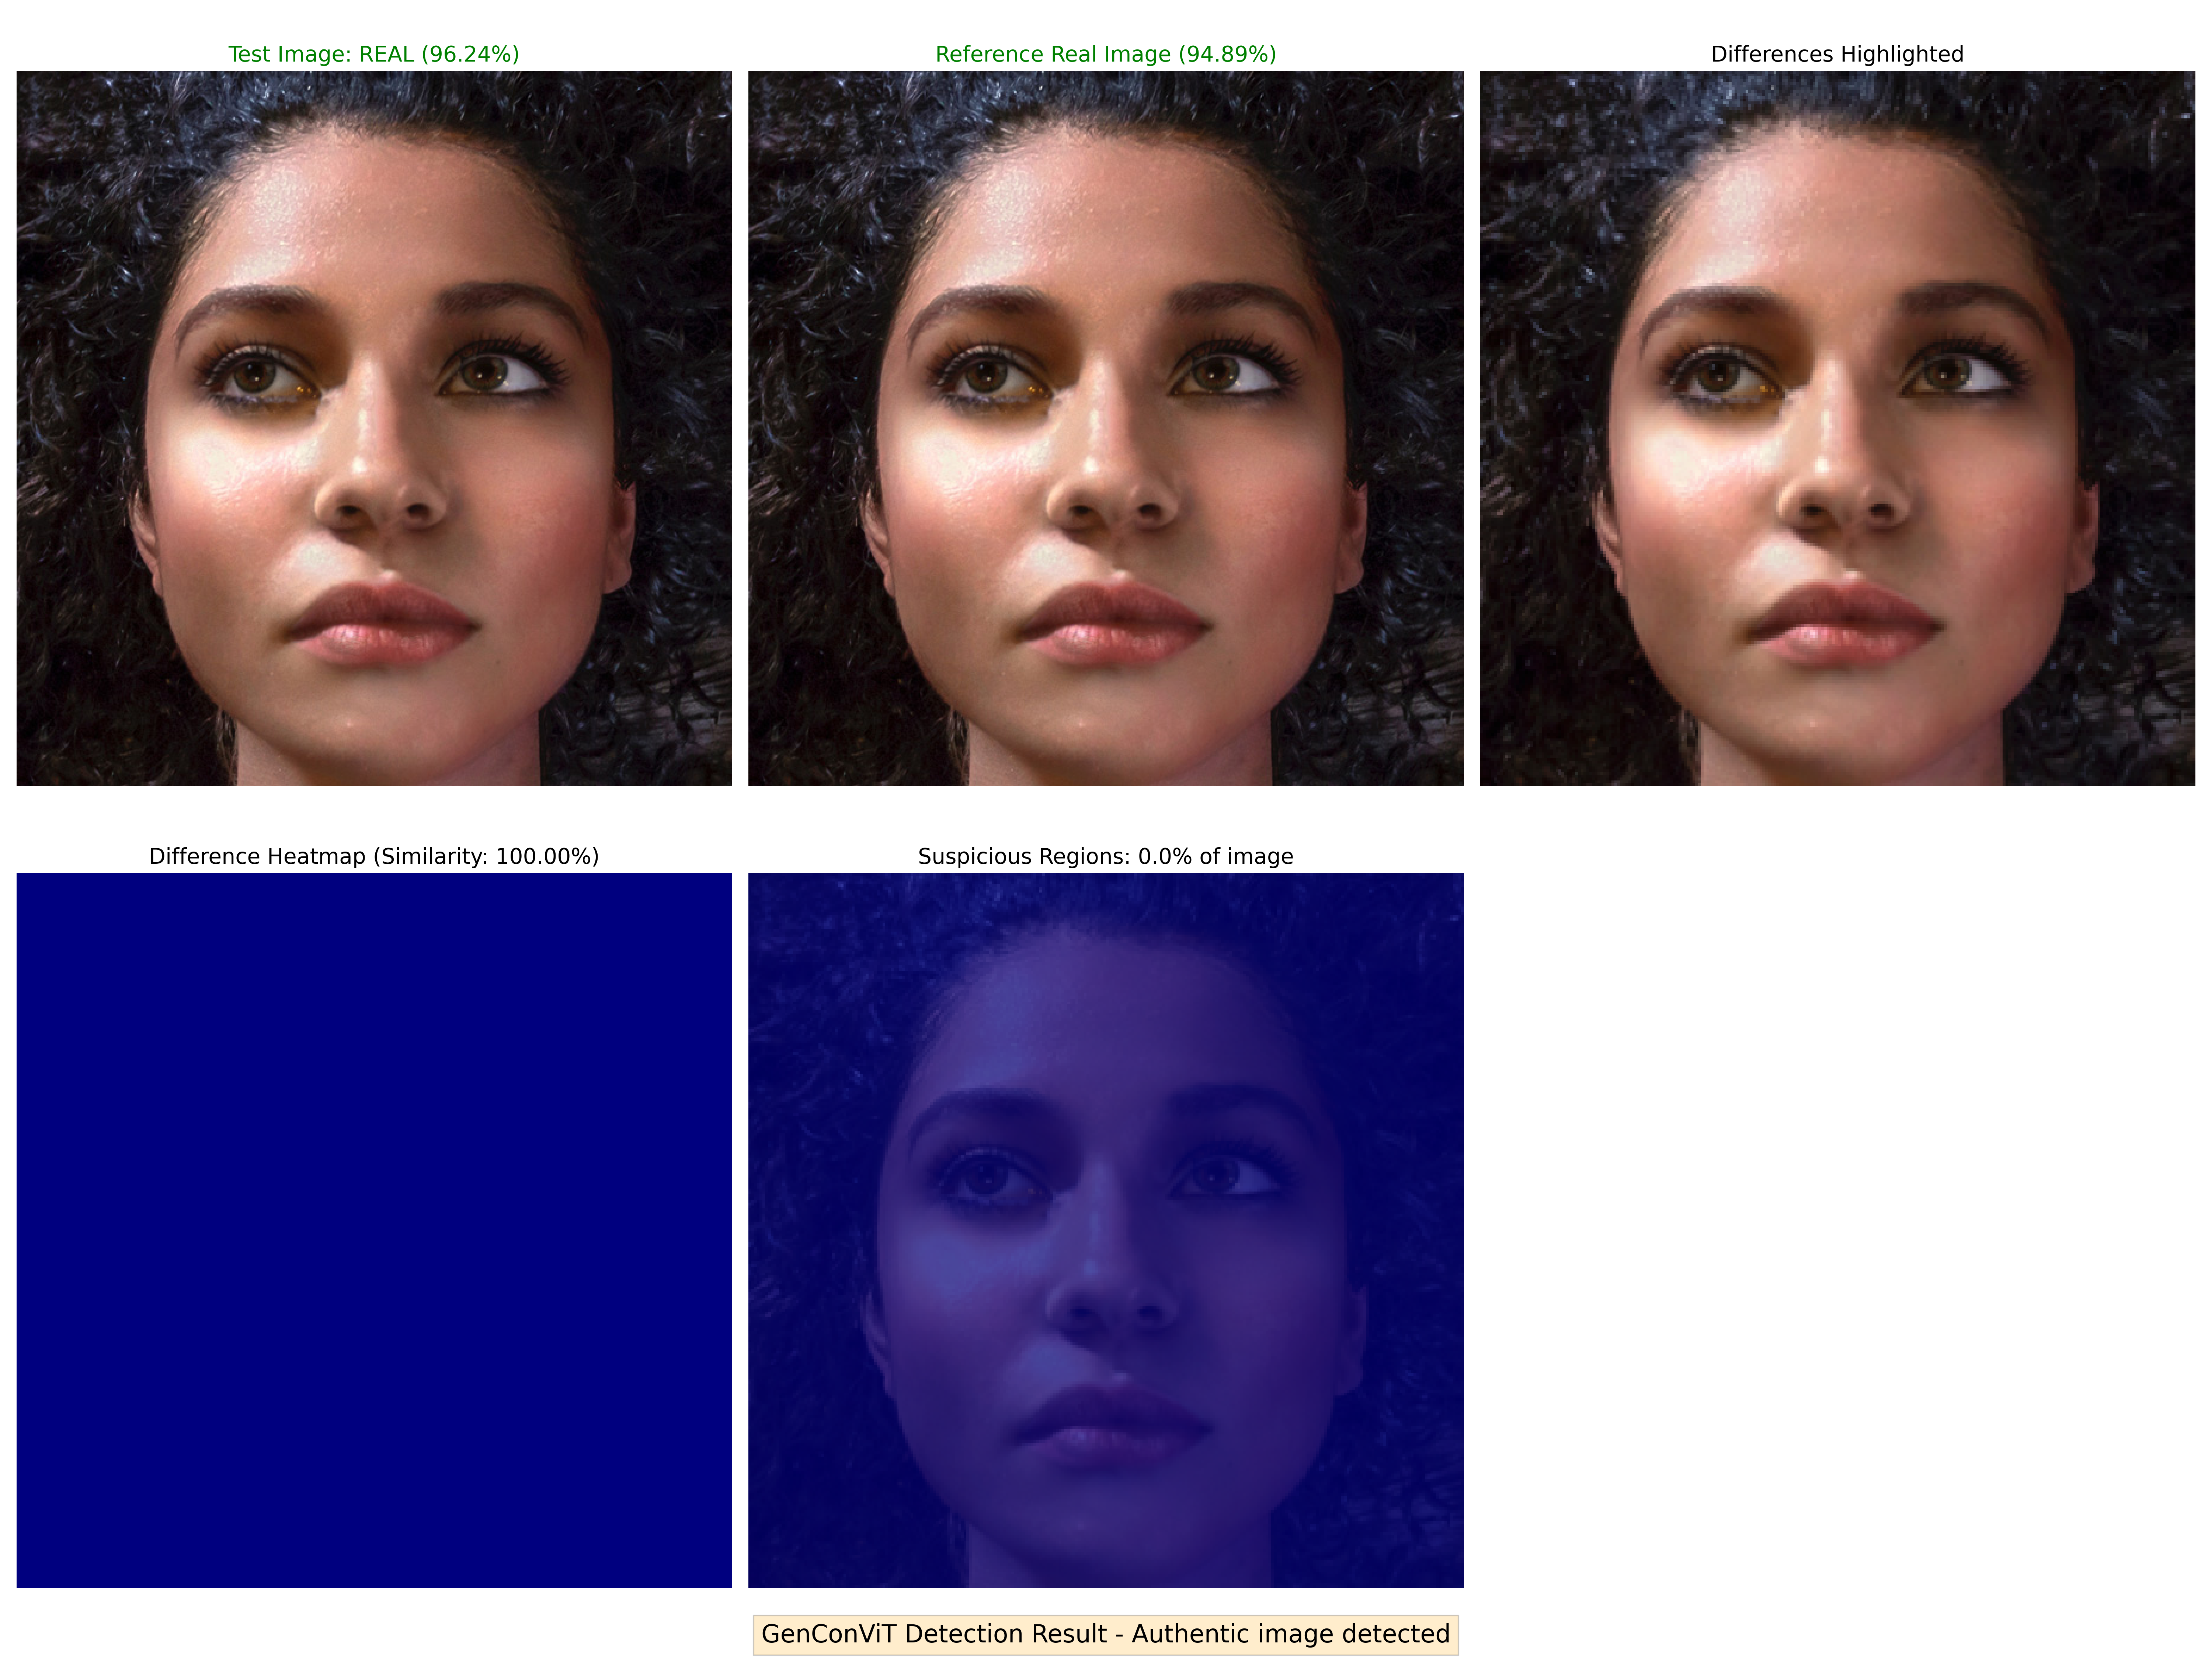 Test Image: REAL (96.24%)
Reference Real Image (94.89%)
Differences Highlighted
Difference Heatmap (Similarity: 100.00%)
Suspicious Regions: 0.0% of image
GenConViT Detection Result - Authentic image detected